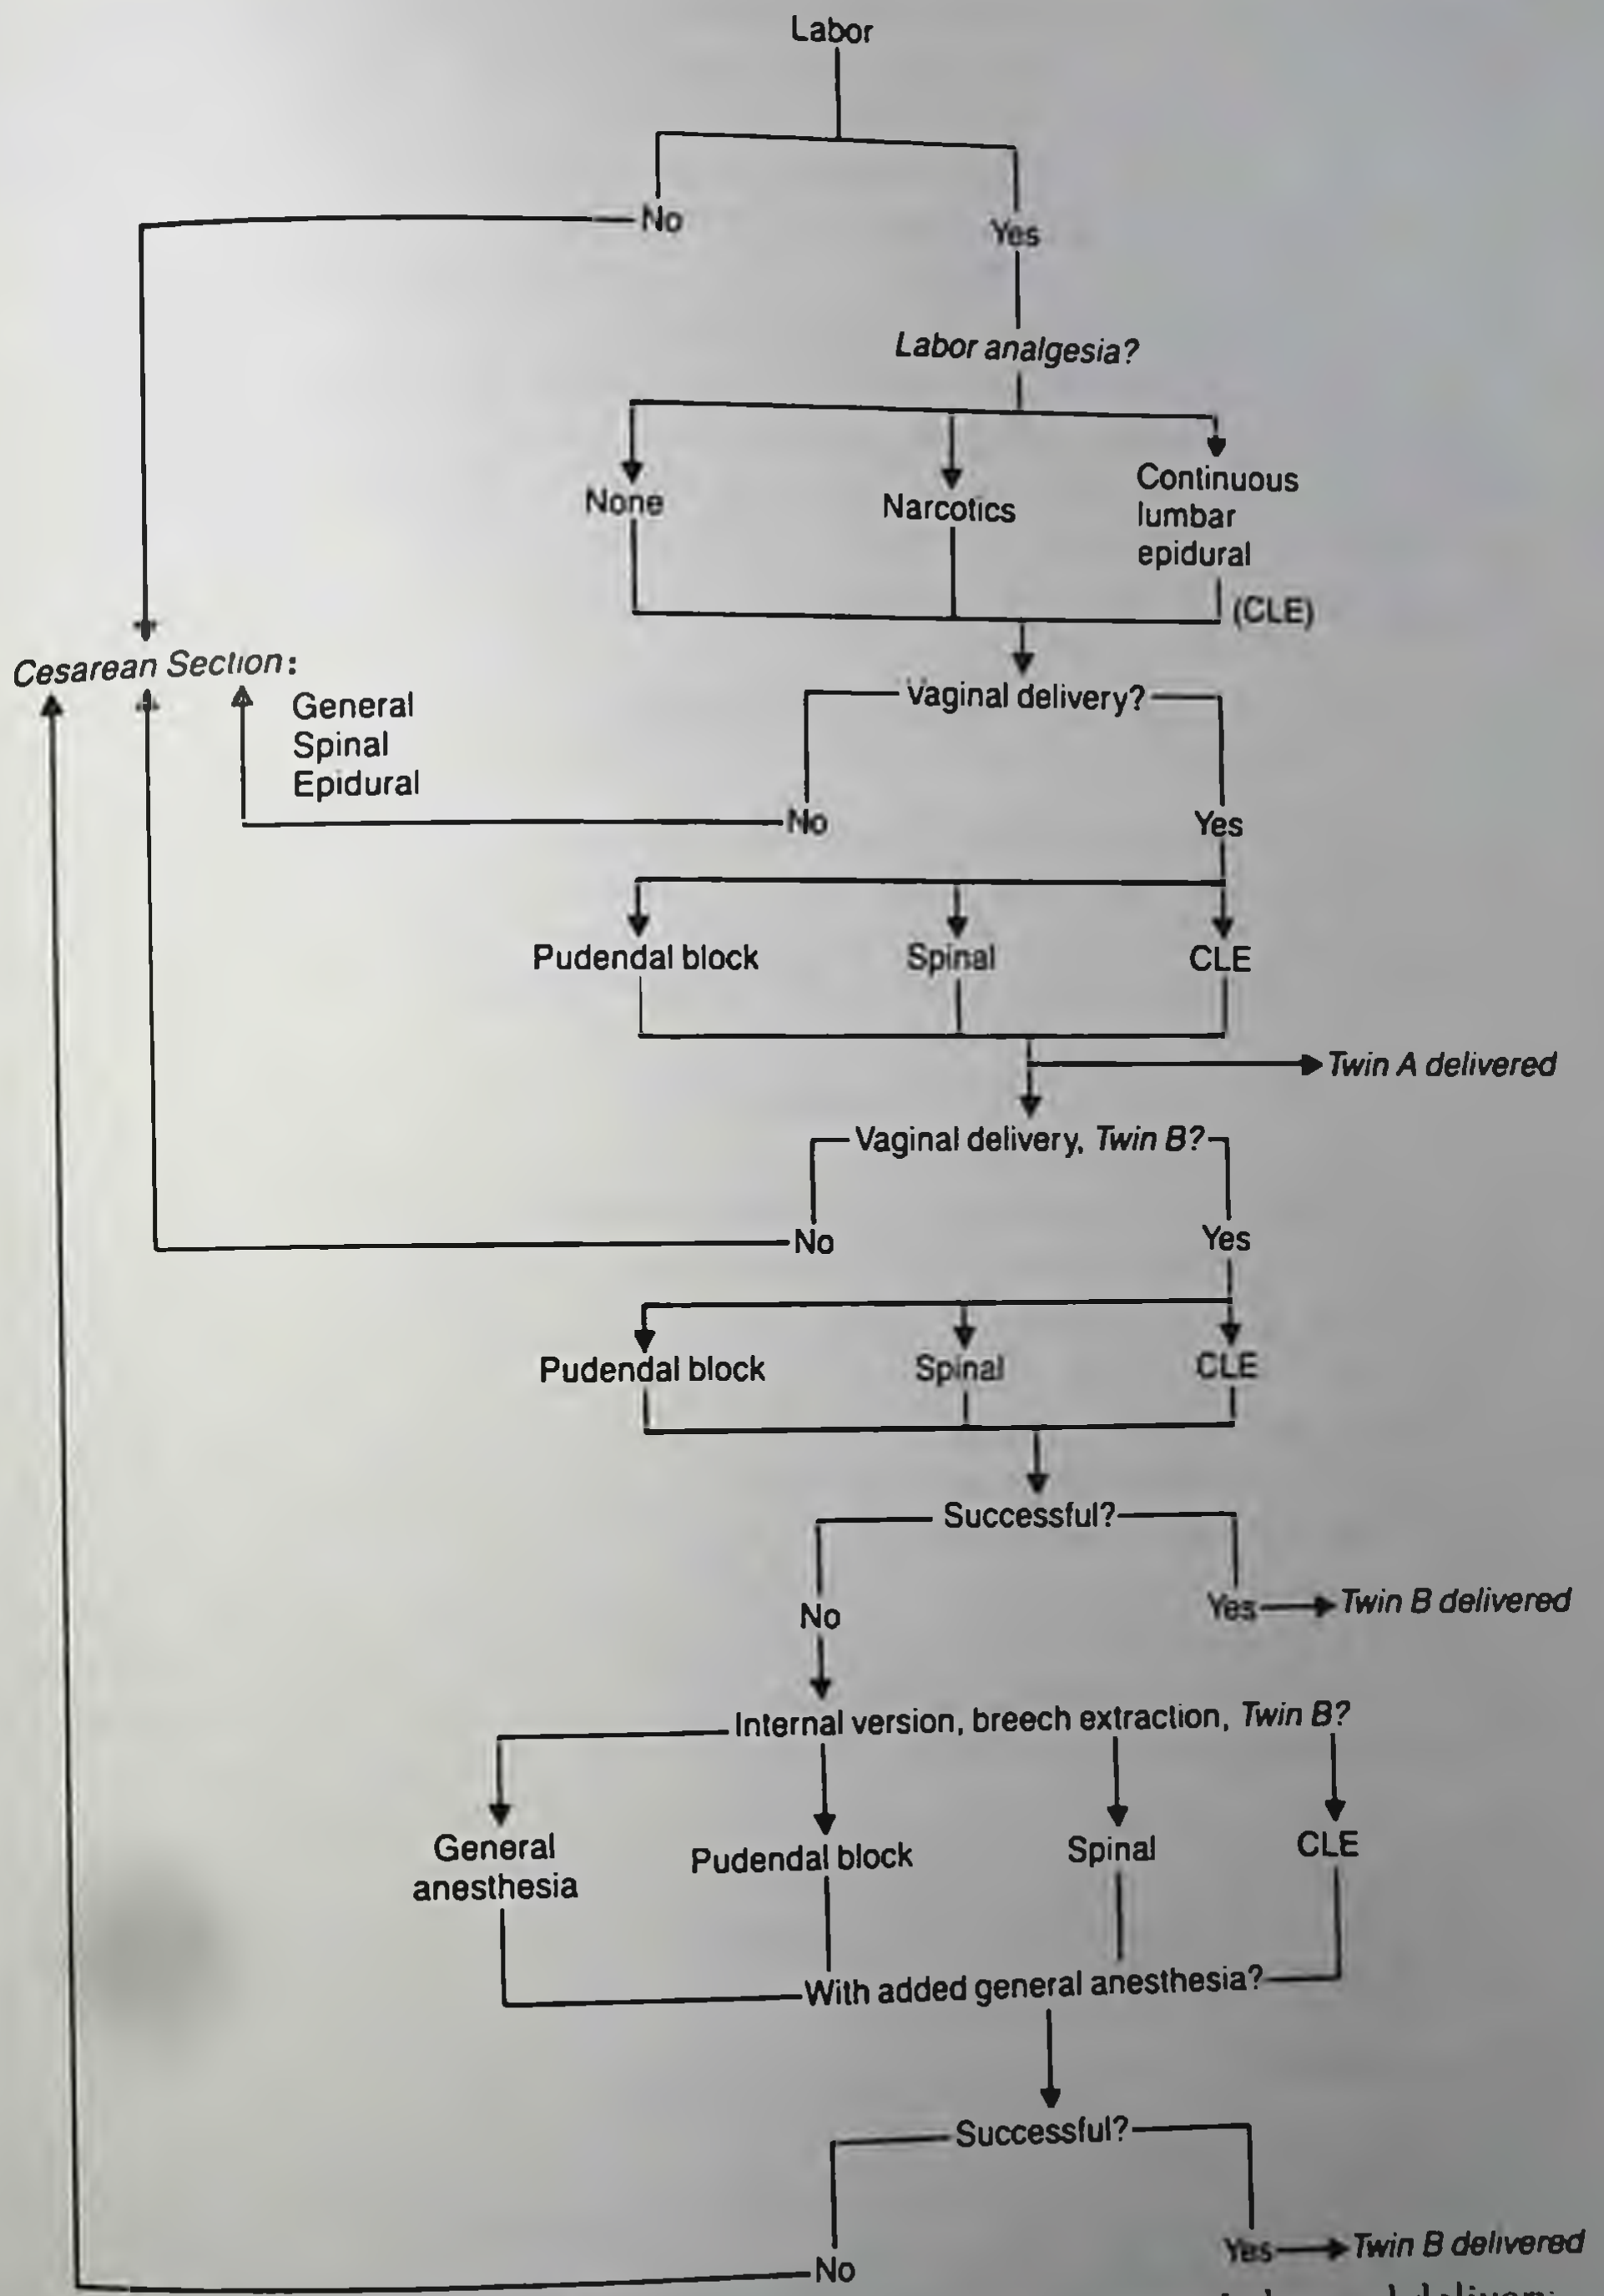 Labor
No
Yes
Labor analgesia?
None
Narcotics
Continuous
lumbar
epidural
(CLE)
Cesarean Section:
General
Spinal
Epidural
Vaginal delivery?
No
Yes
Pudendal block
Spinal
CLE
Twin A delivered
Vaginal delivery, Twin B?
No
Yes
Pudendal block
Spinal
CLE
Successful?
No
Yes
Twin B delivered
Internal version, breech extraction, Twin B?
General
anesthesia
Pudendal block
Spinal
CLE
With added general anesthesia?
Successful?
No
Yes
Twin B delivered